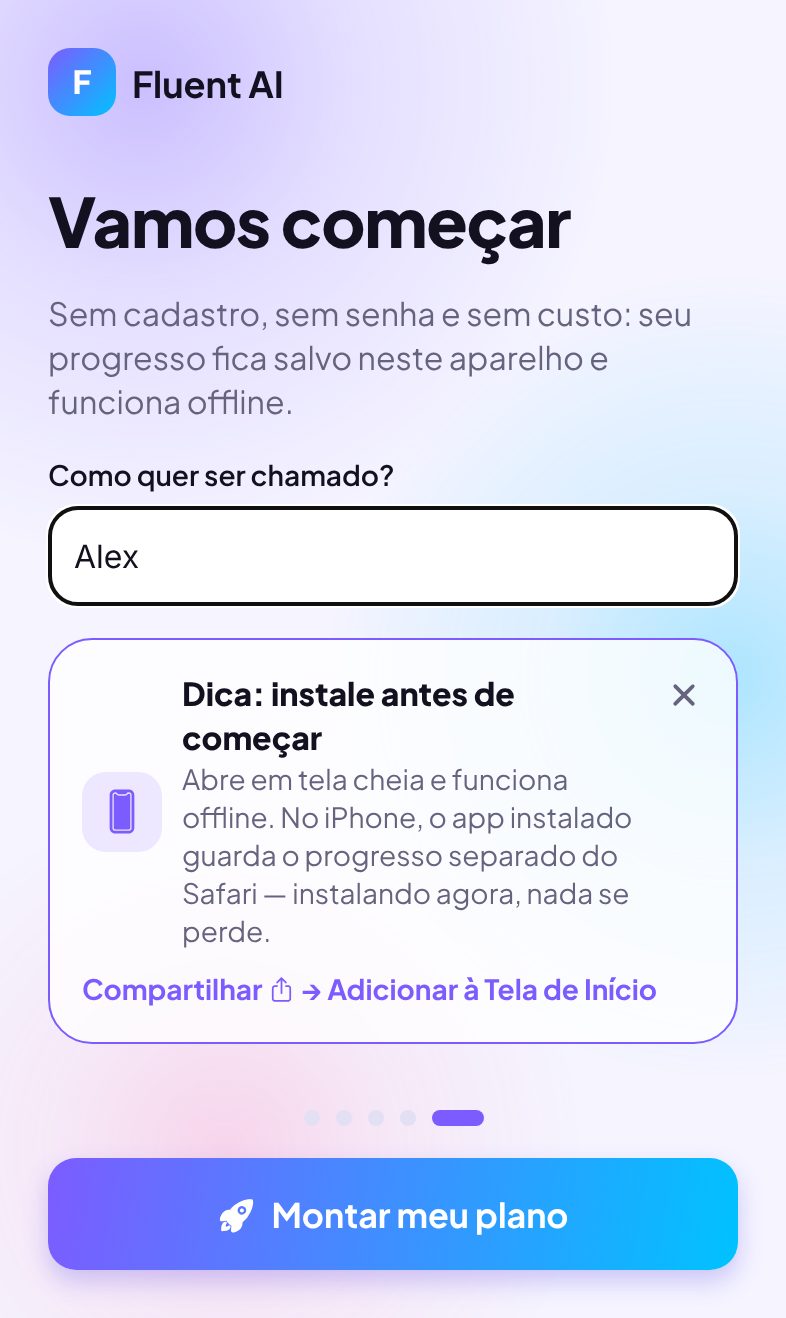 F
Fluent AI
Vamos começar
Sem cadastro, sem senha e sem custo: seu
progresso fica salvo neste aparelho e
funciona offline.
Como quer ser chamado?
Alex
Dica: instale antes de
começar
Abre em tela cheia e funciona
offline. No iPhone, o app instalado
guarda o progresso separado do
Safari — instalando agora, nada se
perde.
Compartilhar → Adicionar à Tela de Início
Montar meu plano